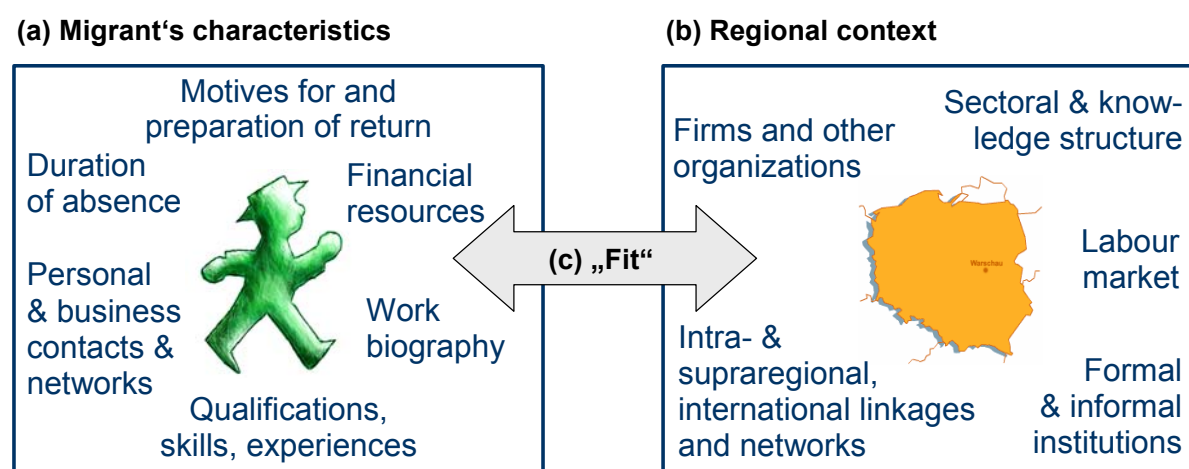 (a) Migrant‘s characteristics
Motives for and
preparation of return
Duration
of absence
Financial
resources
Personal
& business
contacts &
networks
Work
biography
Qualifications,
skills, experiences
(c) „Fit“
(b) Regional context
Firms and other
organizations
Sectoral & know-
ledge structure
Warschau
Labour
market
Intra- &
supraregional,
international linkages
and networks
Formal
& informal
institutions